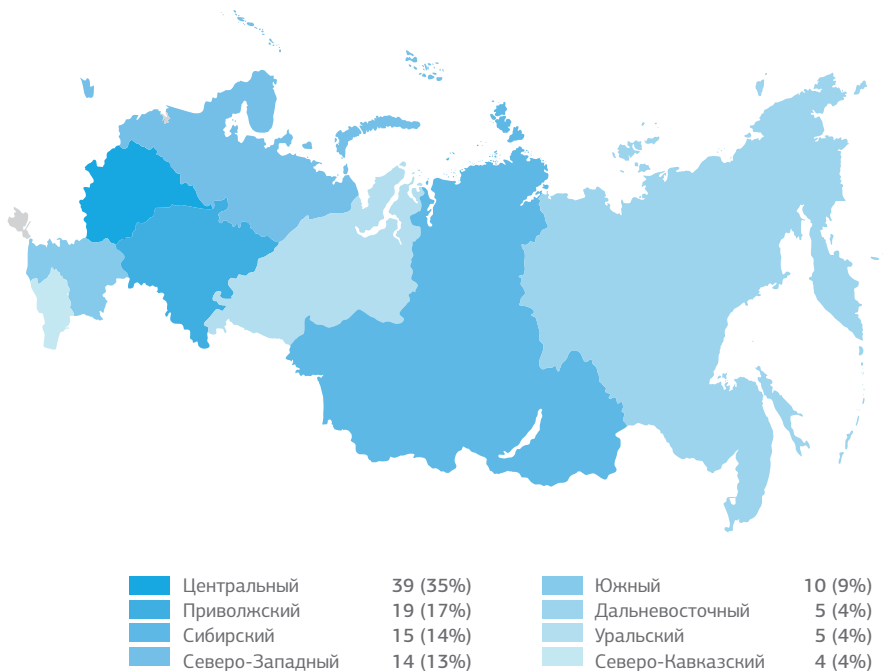 Центральный 39 (35%)
Приволжский 19 (17%)
Сибирский 15 (14%)
Северо-Западный 14 (13%)
Южный 10 (9%)
Дальневосточный 5 (4%)
Уральский 5 (4%)
Северо-Кавказский 4 (4%)